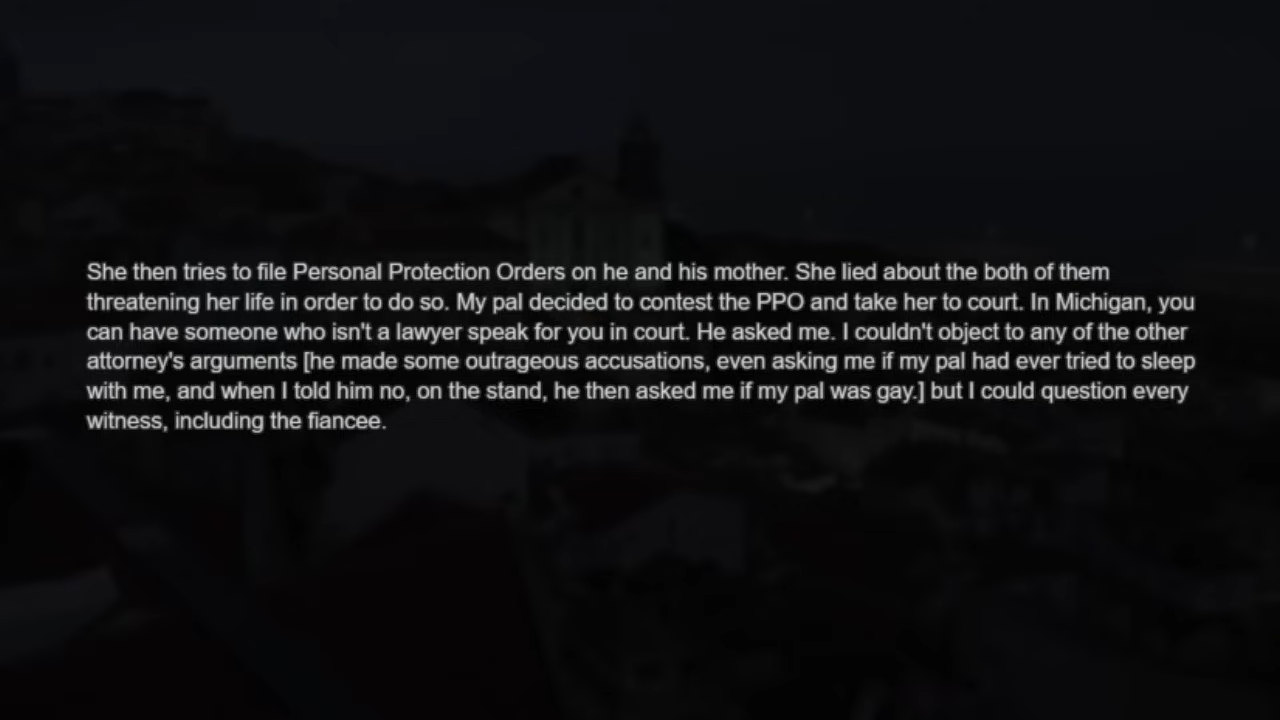 She then tries to file Personal Protection Orders on he and his mother. She lied about the both of them
threatening her life in order to do so. My pal decided to contest the PPO and take her to court. In Michigan, you
can have someone who isn't a lawyer speak for you in court. He asked me. I couldn't object to any of the other
attorney's arguments [he made some outrageous accusations, even asking me if my pal had ever tried to sleep
with me, and when I told him no, on the stand, he then asked me if my pal was gay.] but I could question every
witness, including the fiancee.